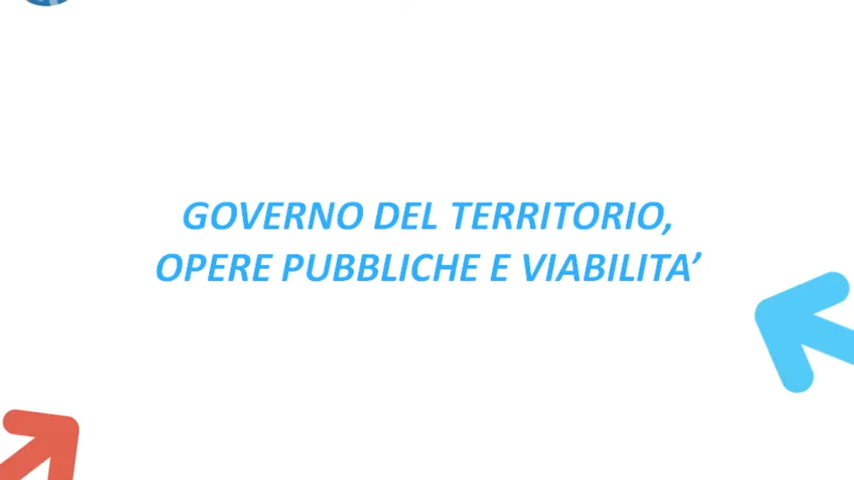 GOVERNO DEL TERRITORIO,
OPERE PUBBLICHE E VIABILITA’